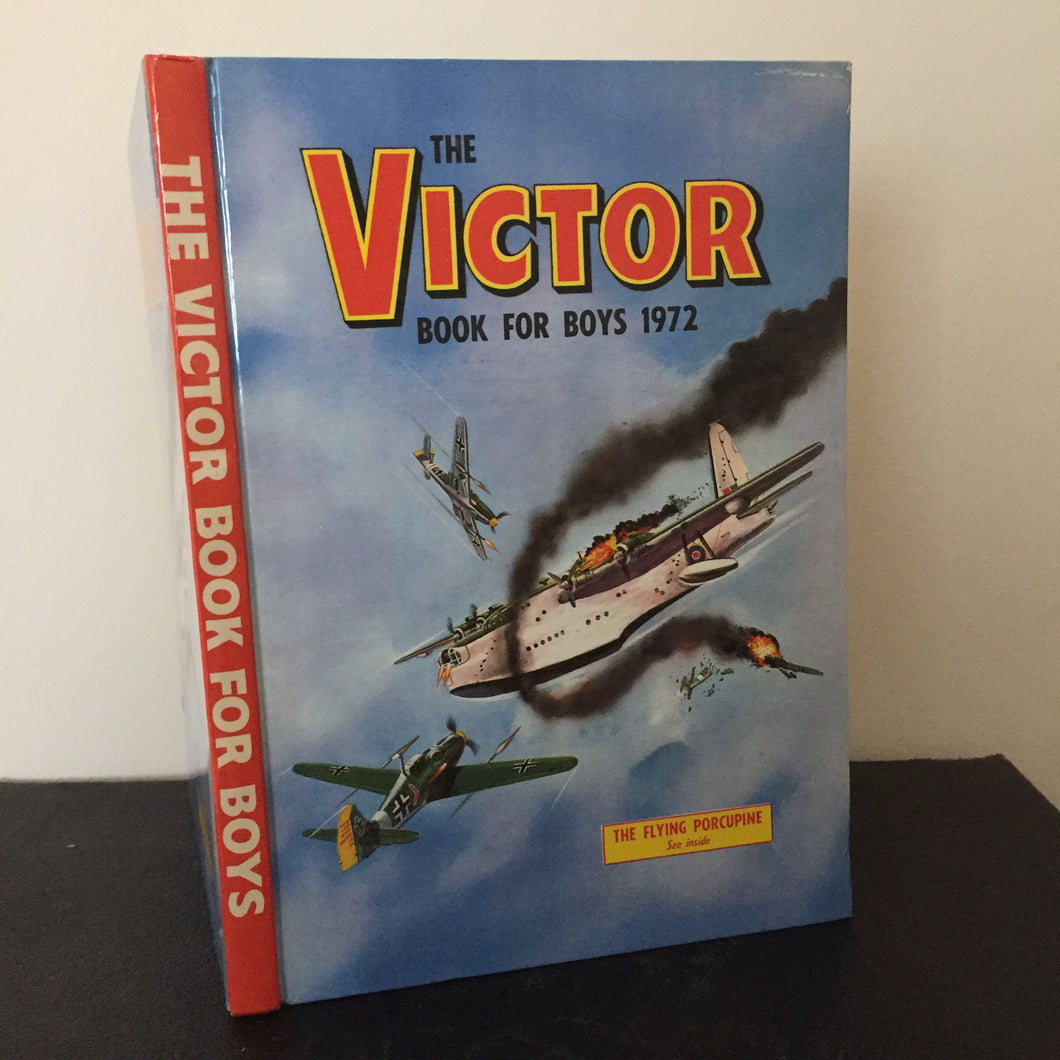 THE VICTOR BOOK FOR BOYS
THE
VICTOR
BOOK FOR BOYS 1972
THE FLYING PORCUPINE
See inside